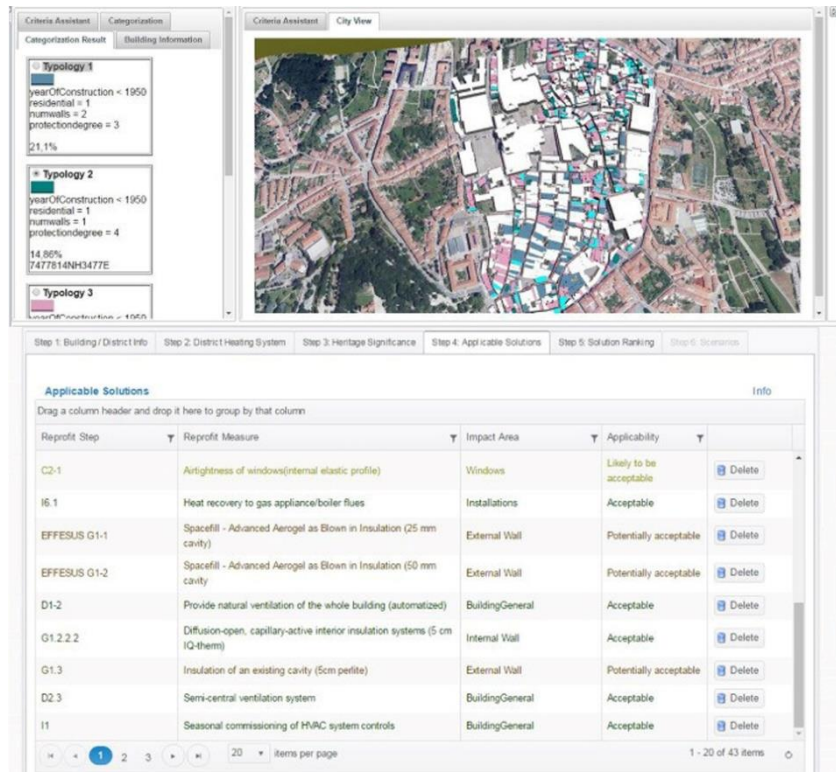 Criteria Assistant Categorization
Categorization Result Building Information
Typology 1
yearOfConstruction < 1950
residential = 1
numwalls = 2
protectiondegree = 3
21,1%
Typology 2
yearOfConstruction < 1950
residential = 1
numwalls = 1
protectiondegree = 4
14,86%
7477814NH3477E
Typology 3
yearOfConstruction < 1950
Criteria Assistant City View
Step 1: Building / District Info Step 2: District Heating System Step 3: Heritage Significance Step 4: Applicable Solutions Step 5: Solution Ranking Step 6: Scenarios
Applicable Solutions Info
Drag a column header and drop it here to group by that column
Reprofit Step Reprofit Measure Impact Area Applicability
C2-1 Airtightness of windows(internal elastic profile) Windows Likely to be
acceptable Delete
I6.1 Heat recovery to gas appliance/boiler flues Installations Acceptable Delete
EFFESUS G1-1 Spacefill - Advanced Aerogel as Blown in Insulation (25 mm
cavity) External Wall Potentially acceptable Delete
EFFESUS G1-2 Spacefill - Advanced Aerogel as Blown in Insulation (50 mm
cavity External Wall Potentially acceptable Delete
D1-2 Provide natural ventilation of the whole building (automatized) BuildingGeneral Acceptable Delete
G1.2.2.2 Diffusion-open, capillary-active interior insulation systems (5 cm
IQ-therm) Internal Wall Acceptable Delete
G1.3 Insulation of an existing cavity (5cm perlite) External Wall Potentially acceptable Delete
D2.3 Semi-central ventilation system BuildingGeneral Acceptable Delete
I1 Seasonal commissioning of HVAC system controls BuildingGeneral Acceptable Delete
1 2 3 20 items per page 1 - 20 of 43 items